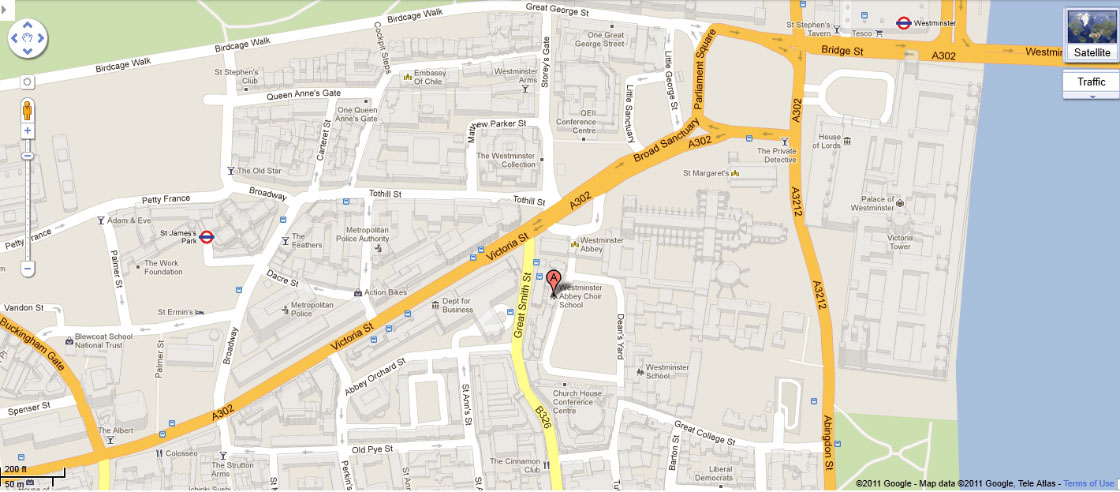 Birdcage Walk
Great George St
Birdcage Walk
Birdcage Walk
Cockpit Steps
St Stephen's
Club
Queen Anne's Gate
Embassy
Of Chile
One Queen
Anne's Gate
Westminster
Arms
Storey's Gate
One Great
George Street
Little George St
Little Sanctuary
QEII
Conference
Centre
Parliament Square
St Stephen's
Tavern
Tesco
Westminster
Bridge St
A302
Westmin
Satellite
Traffic
A302
Carteret St
Matthew Parker St
The Westminster
Collection
Broad Sanctuary
A302
The Private
Detective
House
of Lords
The Old Star
St Margaret's
Petty France
Broadway
Tothill St
Tothill St
A302
A3212
Palace of
Westminster
Victoria
Tower
Adam & Eve
Petty France
St James's
Park
The
Feathers
Metropolitan
Police Authority
Victoria St
Westminster
Abbey
Palmer St
The Work
Foundation
Dacre St
Action Bikes
Great Smith St
A
Westminster
Abbey Choir
School
A3212
Vandon St
St Ermin's
Metropolitan
Police
Dept for
Business
Dean's Yard
Buckingham Gate
Blewcoat School
National Trust
Palmer St
Broadway
Victoria St
Abbey Orchard St
Westminster
School
Spenser St
A302
St Ann's St
B326
Church House
Conference
Centre
Great College St
Abingdon St
The Albert
Colosseo
The Strutton
Arms
Old Pye St
Perkin's
St Ann's
The Cinnamon Club
Barton St
Liberal
Democrats
200 ft
50 m
House of
©2011 Google - Map data ©2011 Google, Tele Atlas - Terms of Use